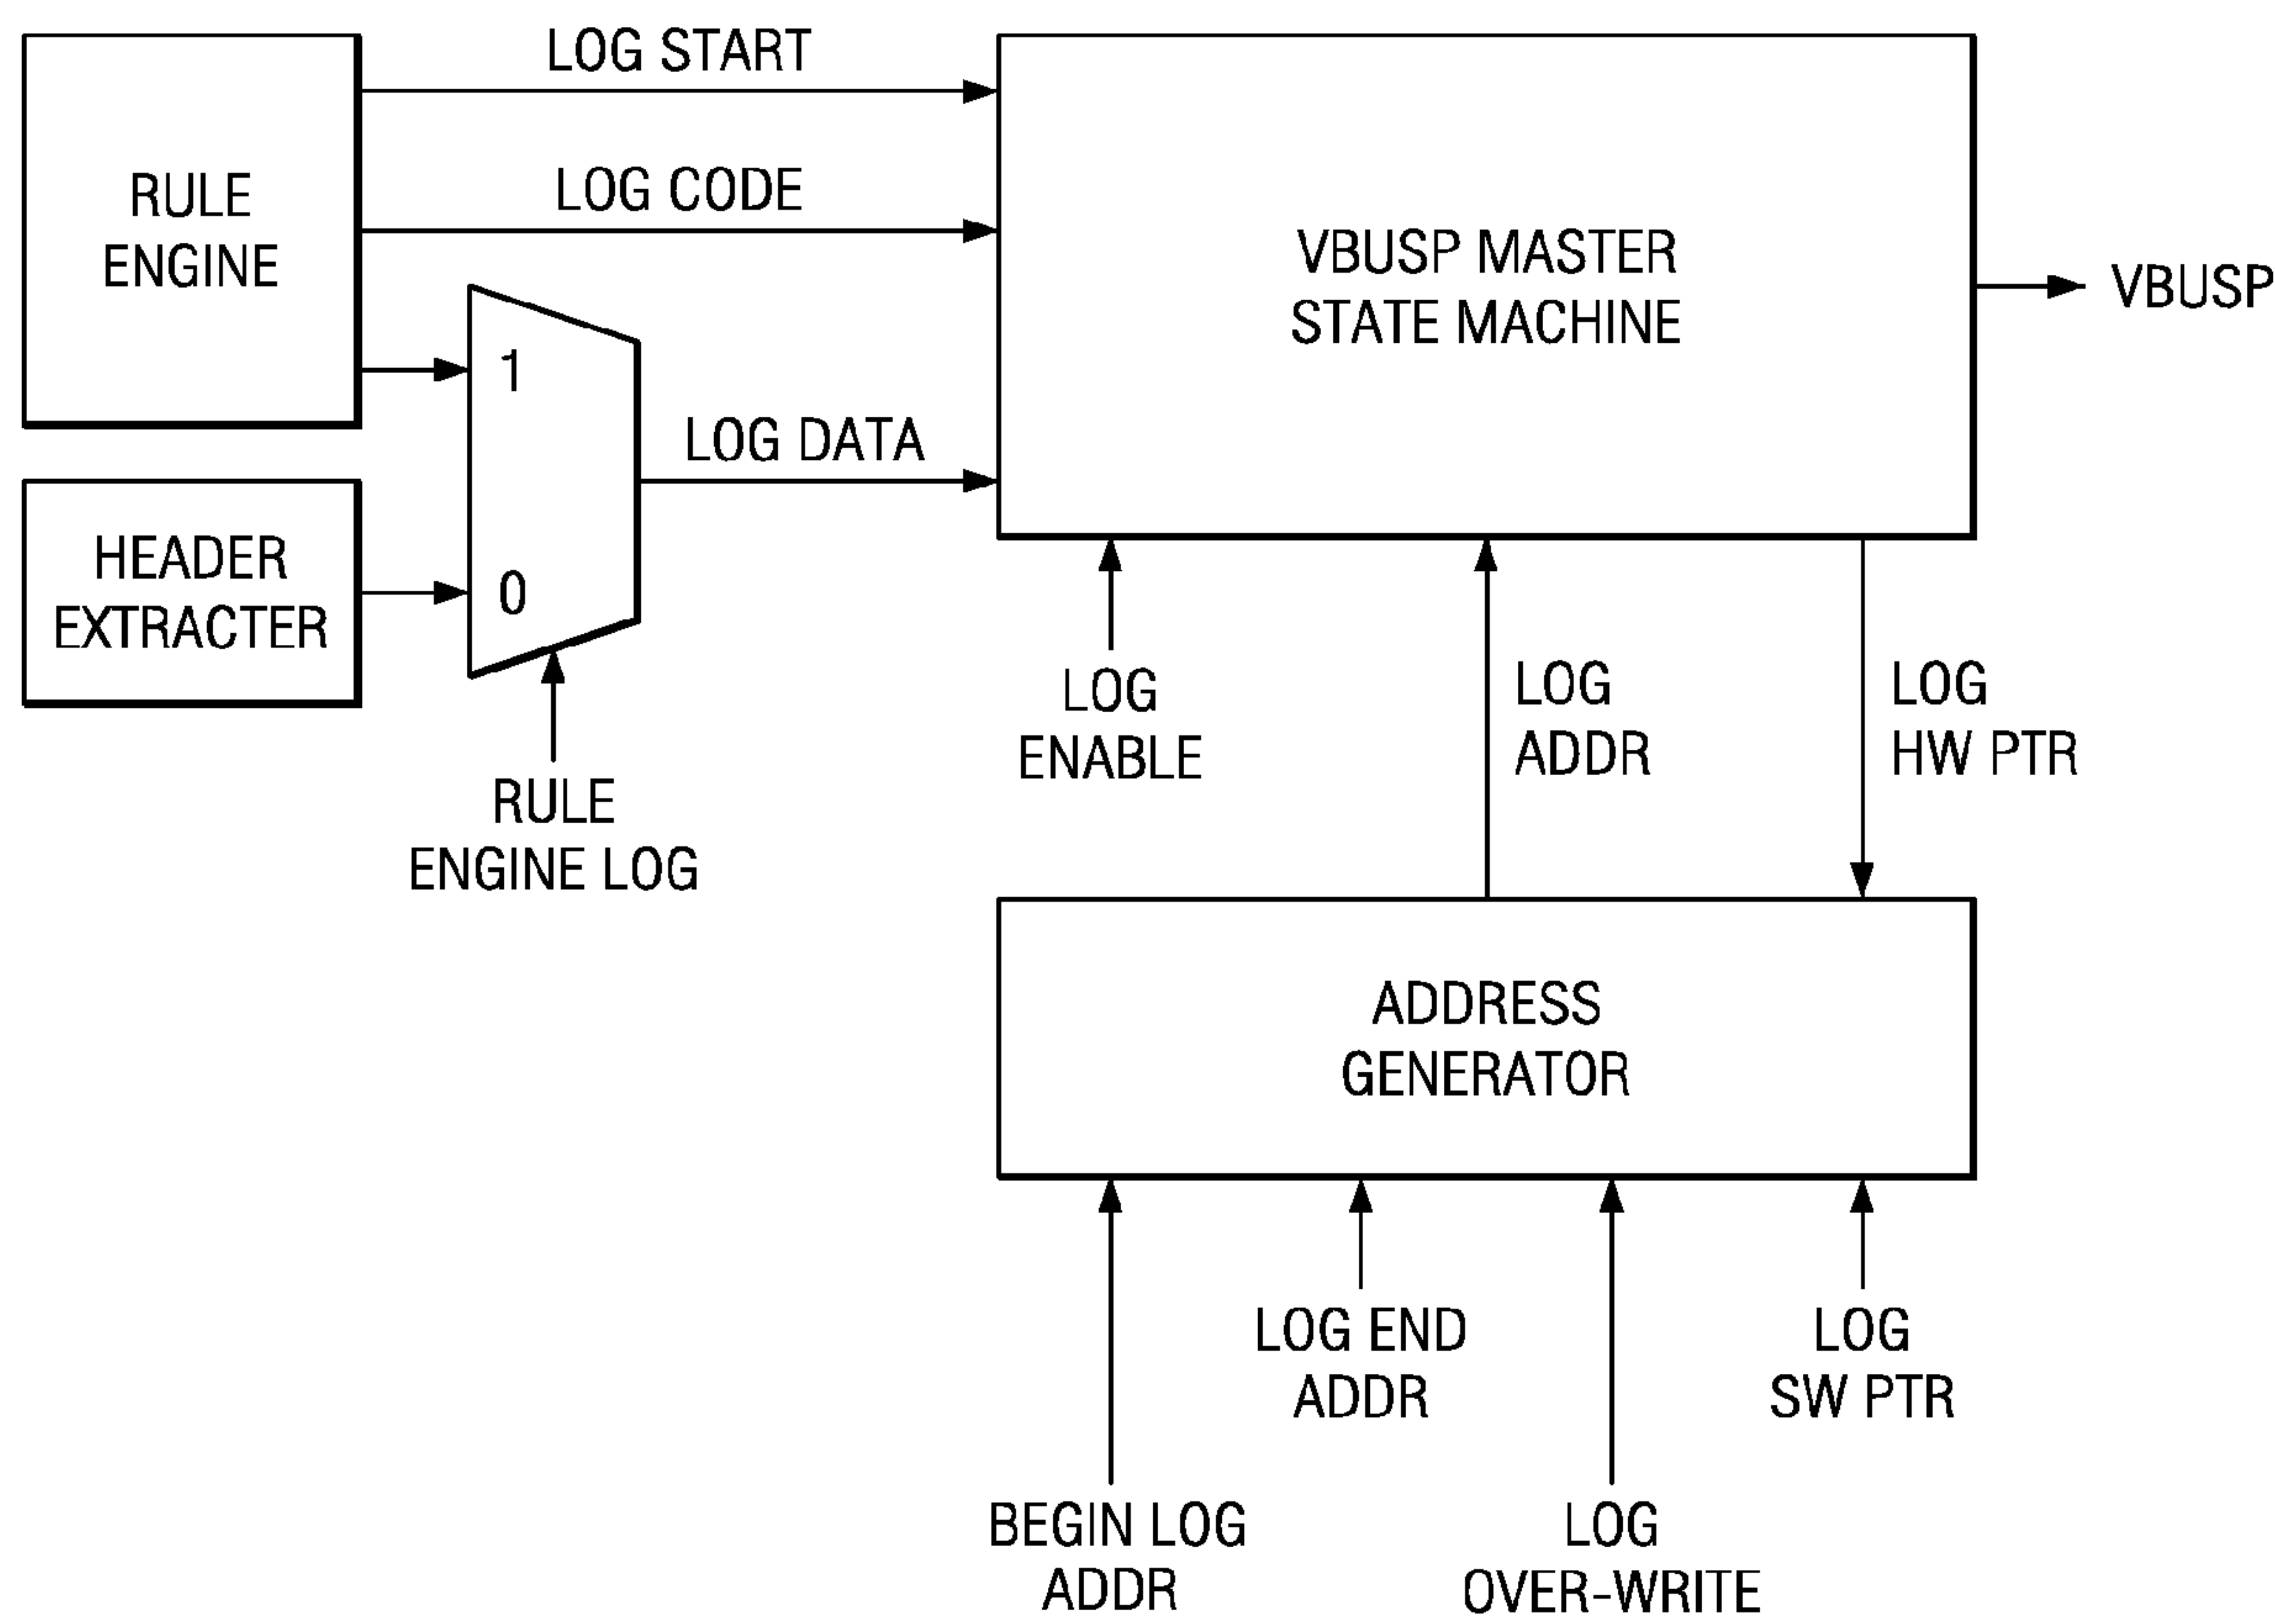 LOG START
RULE
ENGINE
LOG CODE
VBUSP MASTER
STATE MACHINE
VBUSP
1
LOG DATA
HEADER
EXTRACTER
0
RULE
ENGINE LOG
LOG
ENABLE
LOG
ADDR
LOG
HW PTR
ADDRESS
GENERATOR
LOG END
ADDR
LOG
SW PTR
BEGIN LOG
ADDR
LOG
OVER-WRITE